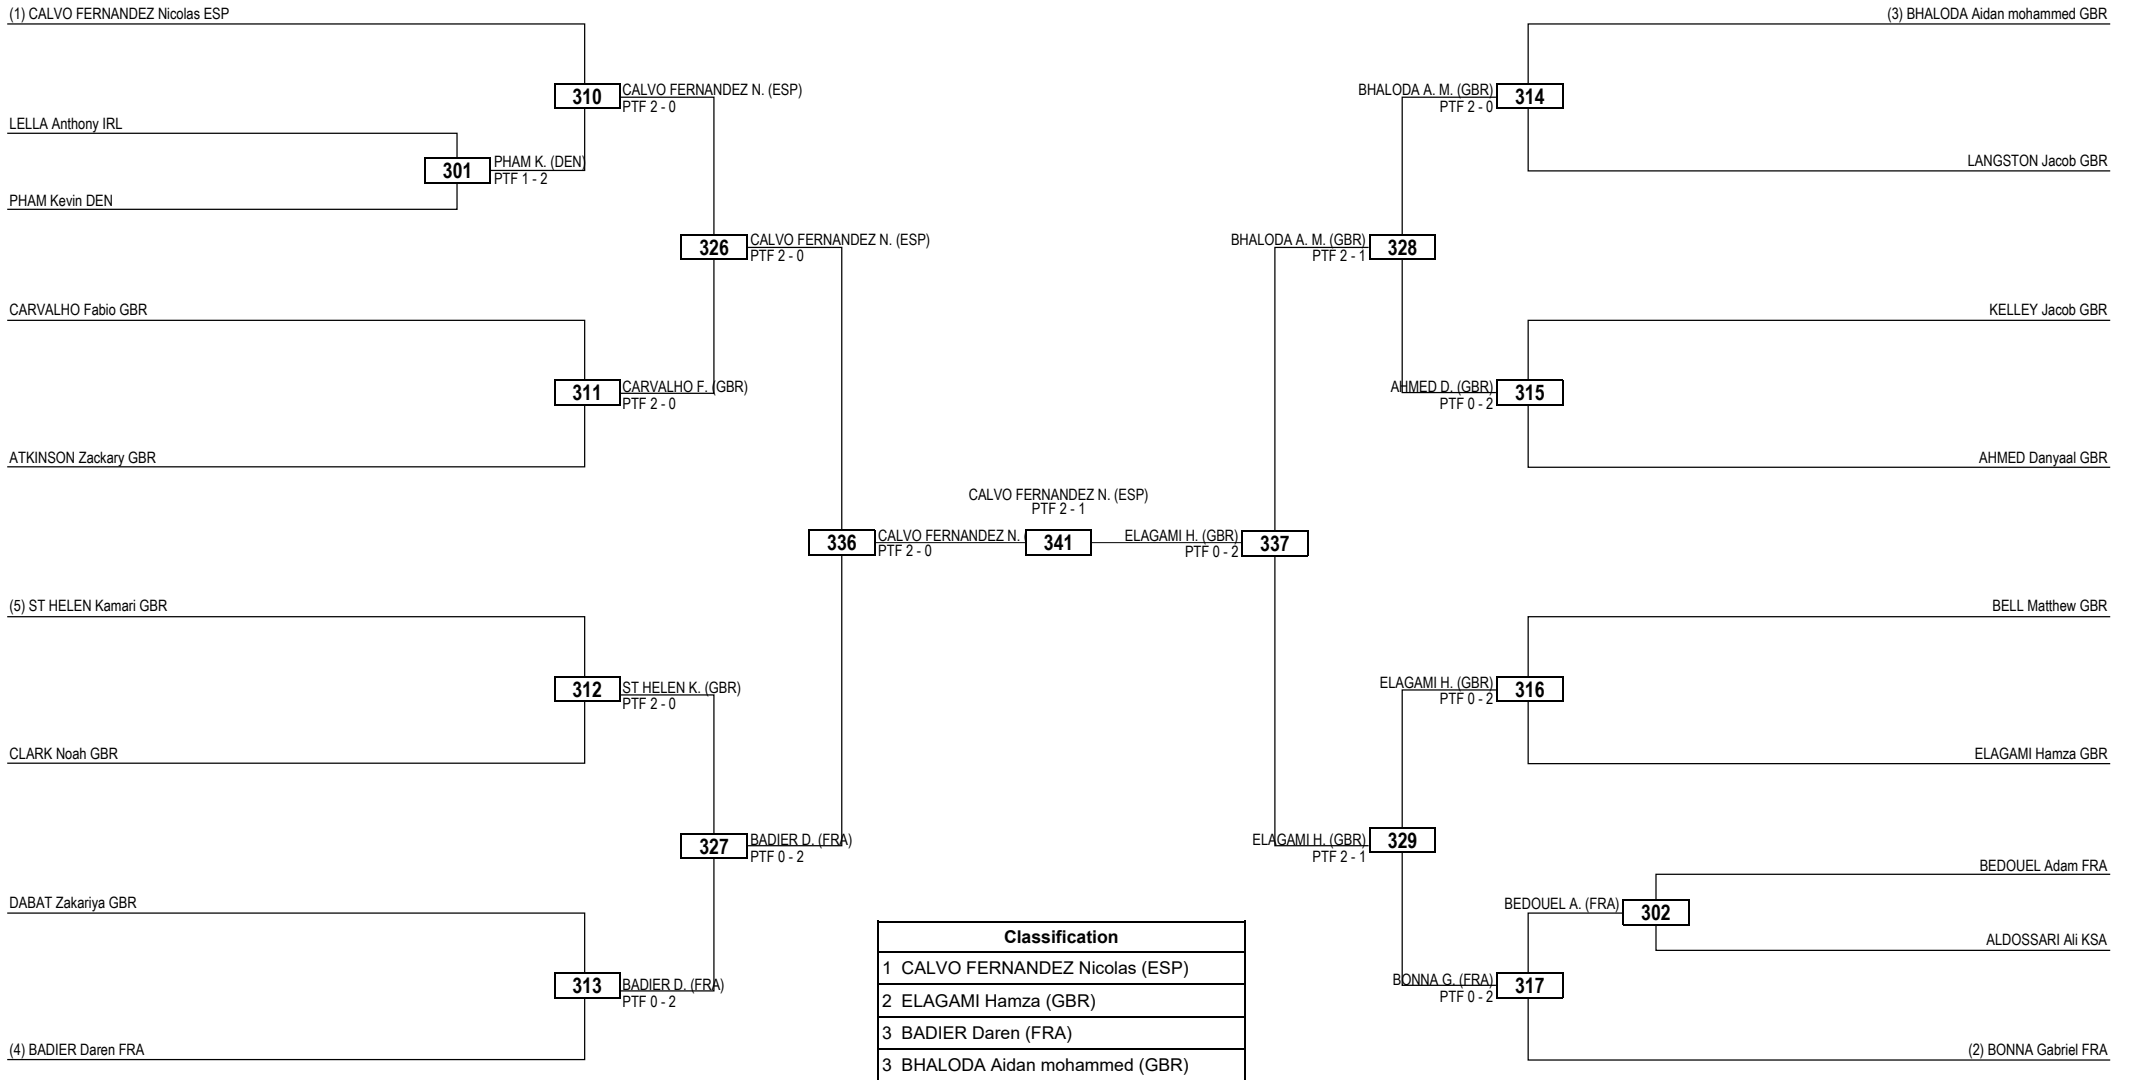 (1) CALVO FERNANDEZ Nicolas ESP
(3) BHALODA Aidan mohammed GBR
310
CALVO FERNANDEZ N. (ESP)
PTF 2 - 0
BHALODA A. M. (GBR)
PTF 2 - 0
314
LELLA Anthony IRL
301
PHAM K. (DEN)
PTF 1 - 2
LANGSTON Jacob GBR
PHAM Kevin DEN
326
CALVO FERNANDEZ N. (ESP)
PTF 2 - 0
BHALODA A. M. (GBR)
PTF 2 - 1
328
CARVALHO Fabio GBR
KELLEY Jacob GBR
311
CARVALHO F. (GBR)
PTF 2 - 0
AHMED D. (GBR)
PTF 0 - 2
315
ATKINSON Zackary GBR
AHMED Danyaal GBR
CALVO FERNANDEZ N. (ESP)
PTF 2 - 1
336
CALVO FERNANDEZ N. (
PTF 2 - 0
341
ELAGAMI H. (GBR)
PTF 0 - 2
337
(5) ST HELEN Kamari GBR
BELL Matthew GBR
312
ST HELEN K. (GBR)
PTF 2 - 0
ELAGAMI H. (GBR)
PTF 0 - 2
316
CLARK Noah GBR
ELAGAMI Hamza GBR
327
BADIER D. (FRA)
PTF 0 - 2
ELAGAMI H. (GBR)
PTF 2 - 1
329
BEDOUEL Adam FRA
DABAT Zakariya GBR
BEDOUEL A. (FRA)
302
ALDOSSARI Ali KSA
313
BADIER D. (FRA)
PTF 0 - 2
BONNA G. (FRA)
PTF 0 - 2
317
(4) BADIER Daren FRA
(2) BONNA Gabriel FRA
Classification
1 CALVO FERNANDEZ Nicolas (ESP)
2 ELAGAMI Hamza (GBR)
3 BADIER Daren (FRA)
3 BHALODA Aidan mohammed (GBR)